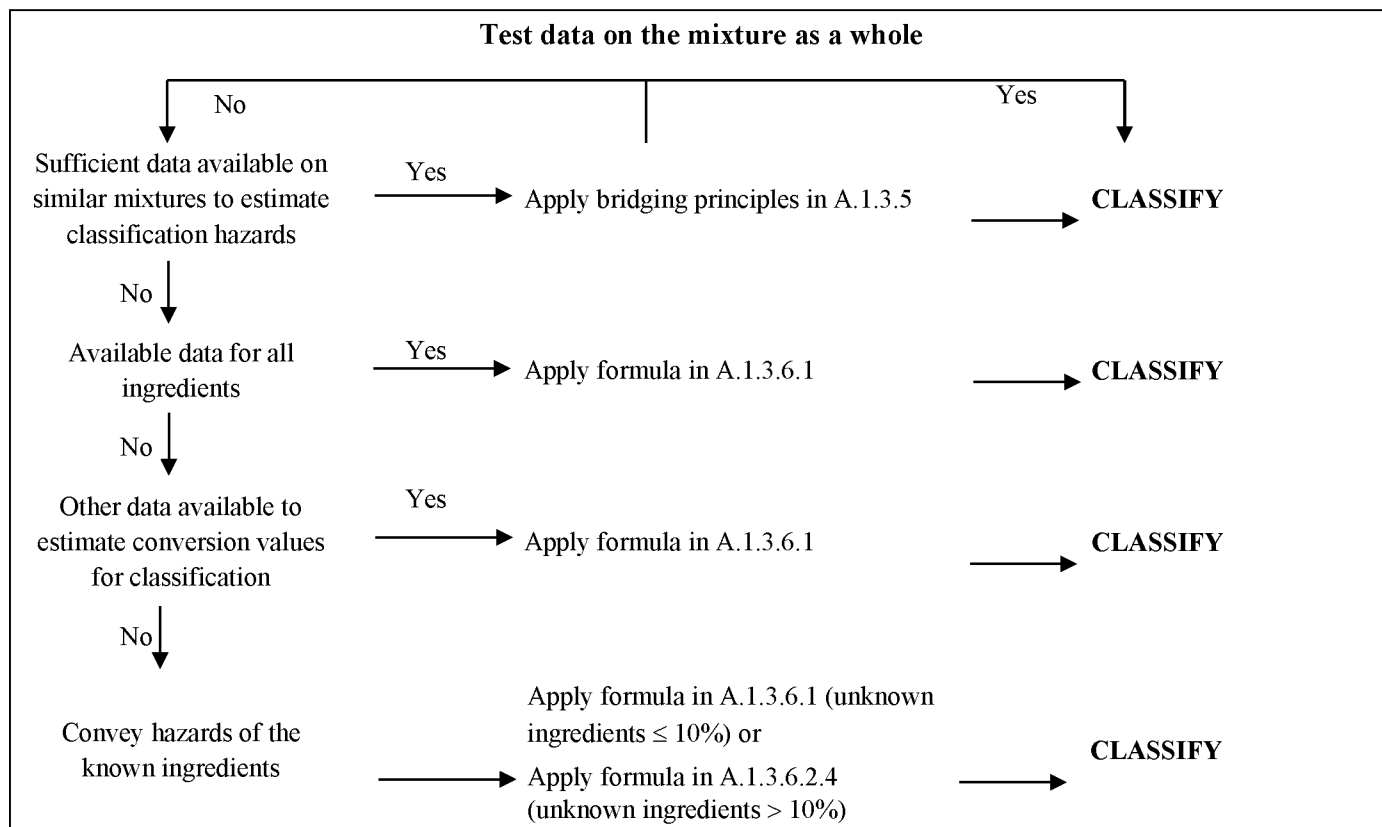 Test data on the mixture as a whole
No
Yes
Sufficient data available on
similar mixtures to estimate
classification hazards
Yes
Apply bridging principles in A.1.3.5
CLASSIFY
No
Available data for all
ingredients
Yes
Apply formula in A.1.3.6.1
CLASSIFY
No
Other data available to
estimate conversion values
for classification
Yes
Apply formula in A.1.3.6.1
CLASSIFY
No
Convey hazards of the
known ingredients
Apply formula in A.1.3.6.1 (unknown
ingredients ≤ 10%) or
Apply formula in A.1.3.6.2.4
(unknown ingredients > 10%)
CLASSIFY